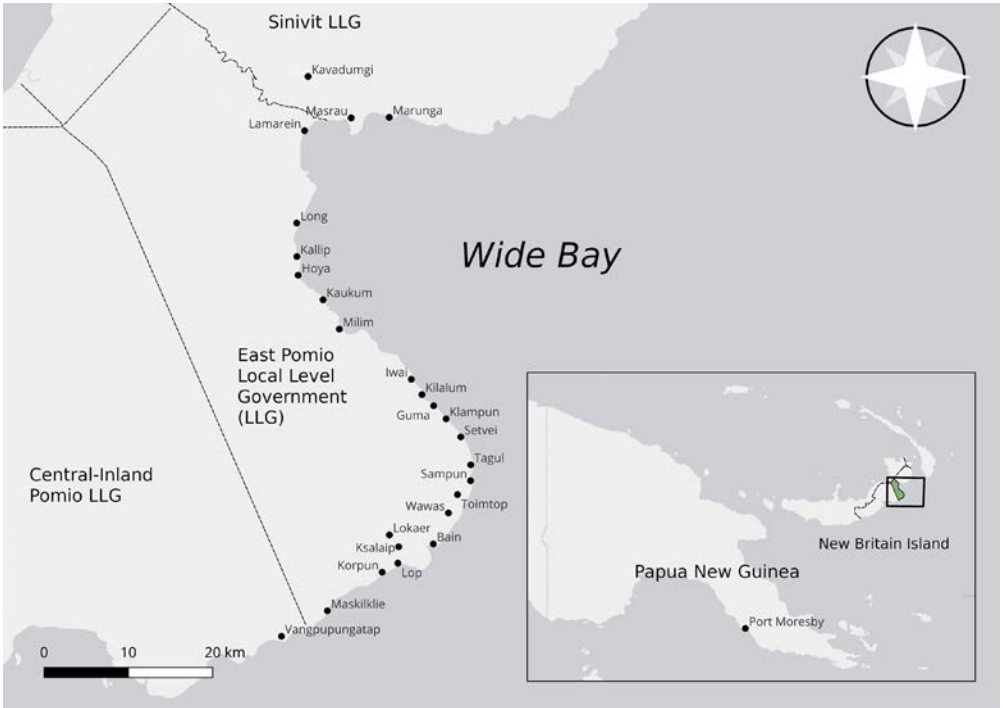 Sinivit LLG
Kavadumgi
Masrau
Marunga
Lamarein
Long
Kallip
Hoya
Wide Bay
Kaukum
Milim
East Pomio
Local Level
Government
(LLG)
Iwai
Kilalum
Guma
Klampun
Setvei
Tagul
Sampun
Central-Inland
Pomio LLG
Toimtop
Wawas
Lokaer
Bain
Ksalaip
Korpun
Lop
Maskilklie
Vangpupungatap
0 10 20 km
New Britain Island
Papua New Guinea
Port Moresby